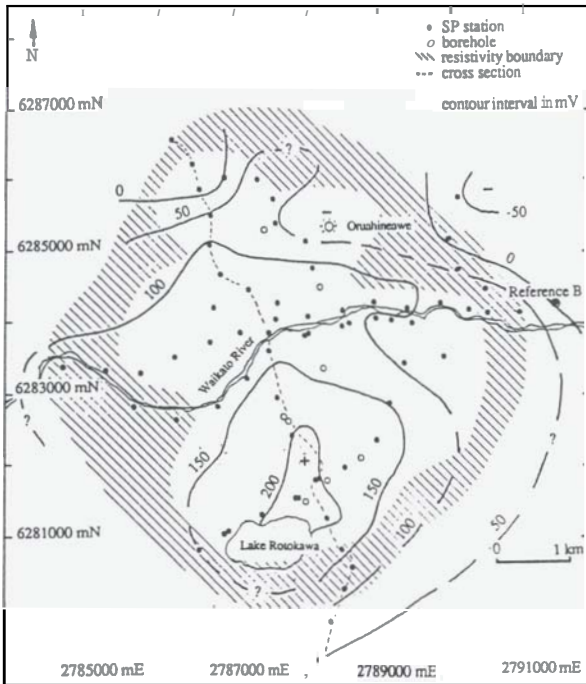 SP station
borehole
resistivity boundary
cross section
contour interval in mV
N
6287000 mN
?
0
50
-50
Orushineawe
6285000 mN
0
100
Reference B
Waikato River
6283000 mN
?
?
150
200
150
100
50
6281000 mN
Lake Rotokawa
0 1 km
?
2785000 mE 2787000 mE 2789000 mE 2791000 mE